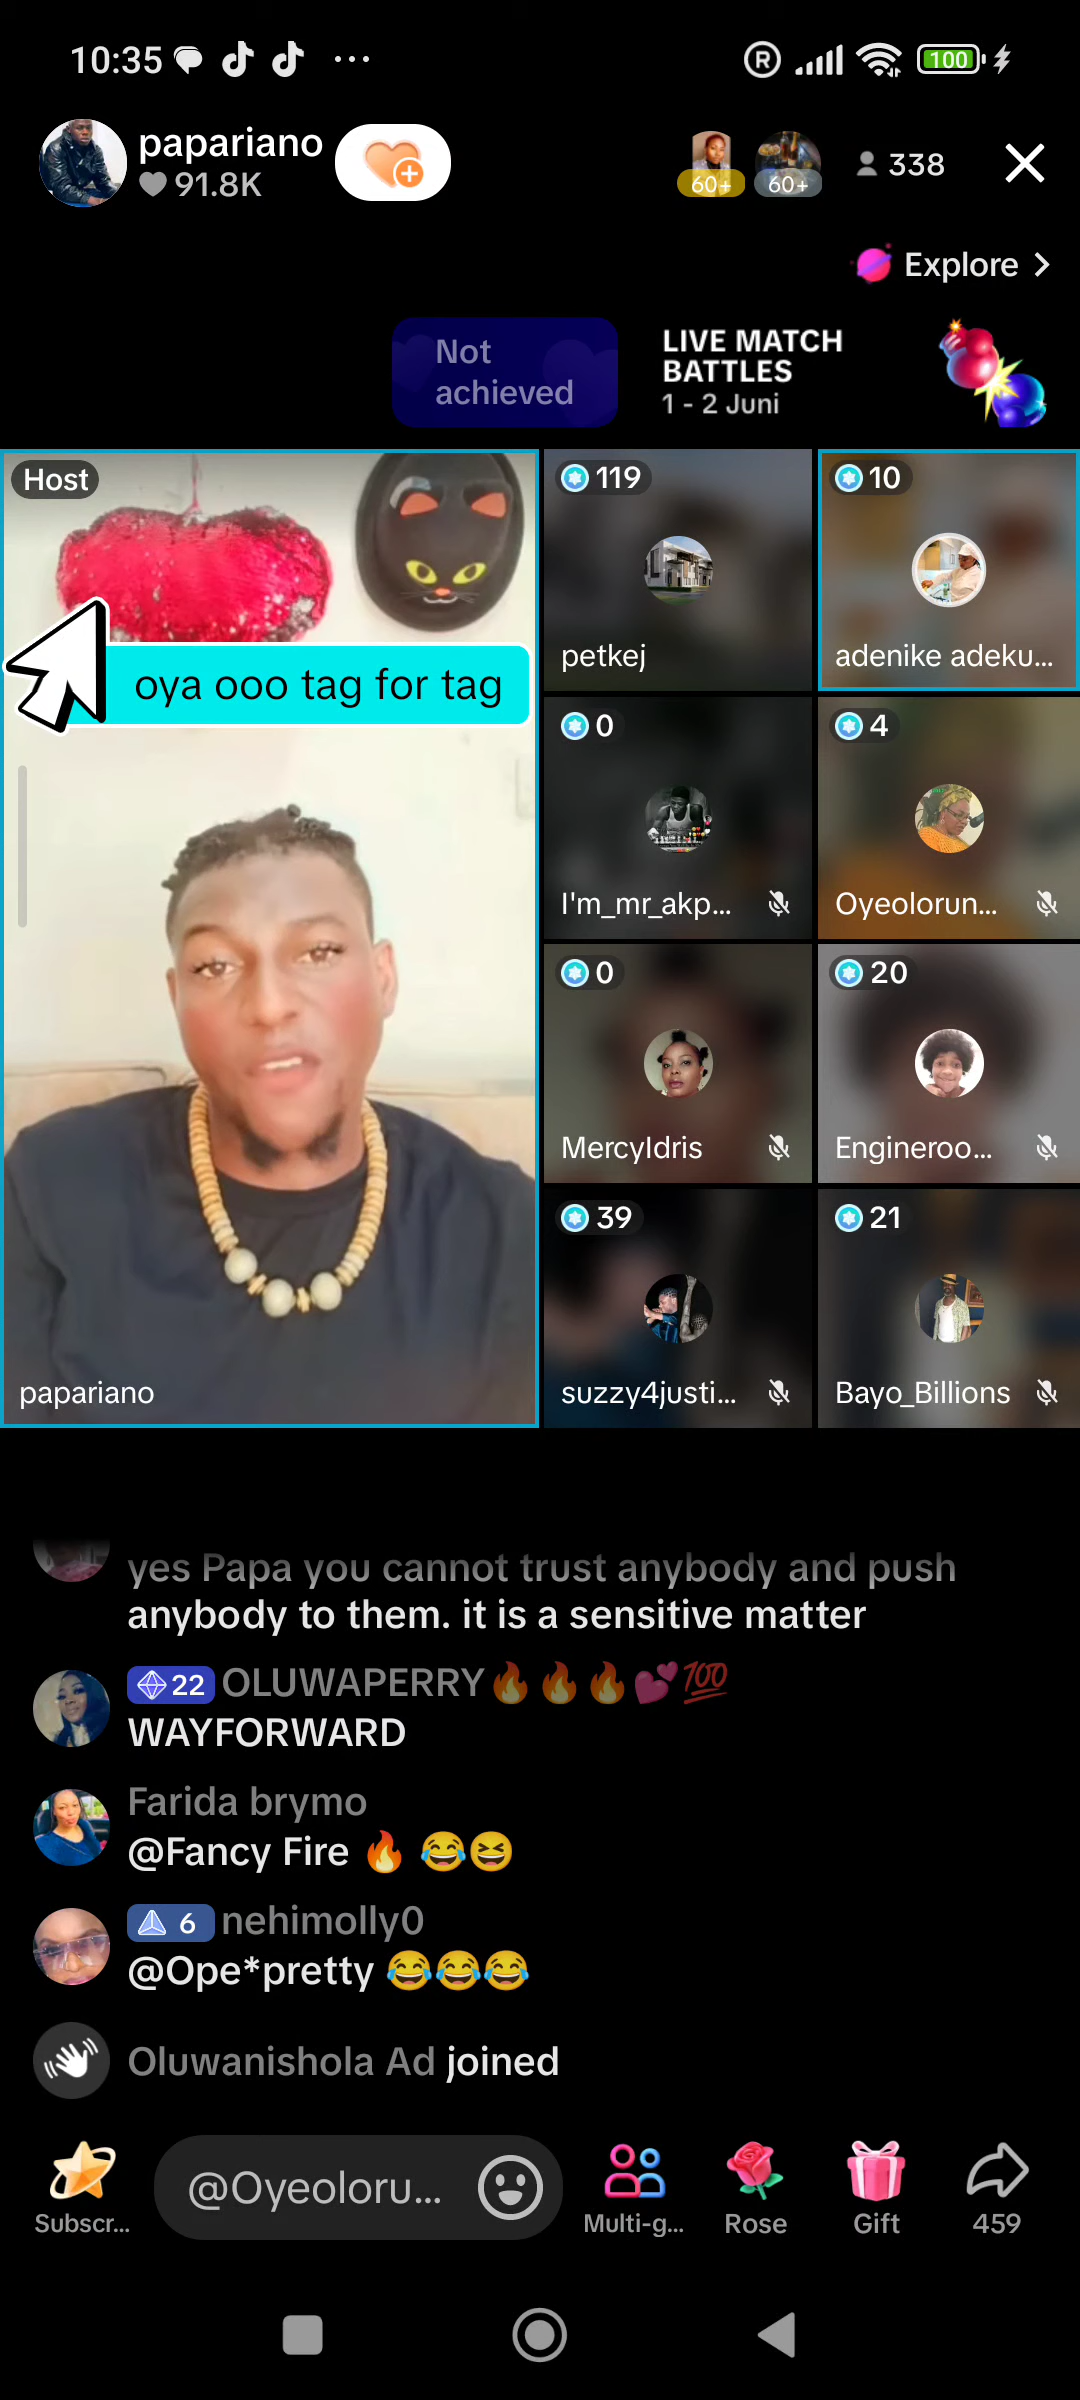 10:35
100
papariano
91.8K
60+
60+
338
Explore
Not
achieved
LIVE MATCH
BATTLES
1 - 2 Juni
Host
oya ooo tag for tag
papariano
119
petkej
10
adenike adeku...
0
I'm_mr_akp...
4
Oyeolorun...
0
MercyIdris
20
Engineroo...
39
suzzy4justi...
21
Bayo_Billions
yes Papa you cannot trust anybody and push
anybody to them. it is a sensitive matter
22 OLUWAPERRY🔥🔥🔥💕💯
WAYFORWARD
Farida brymo
@Fancy Fire 🔥 😂😆
6 nehimolly0
@Ope*pretty 😂😂😂
Oluwanishola Ad joined
Subscr...
@Oyeoloru...
Multi-g...
Rose
Gift
459